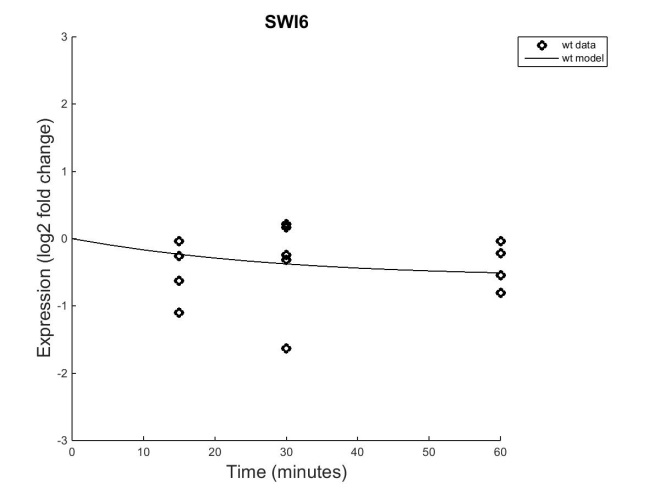 SWI6
wt data
wt model
Expression (log2 fold change)
3
2
1
0
-1
-2
-3
0 10 20 30 40 50 60
Time (minutes)